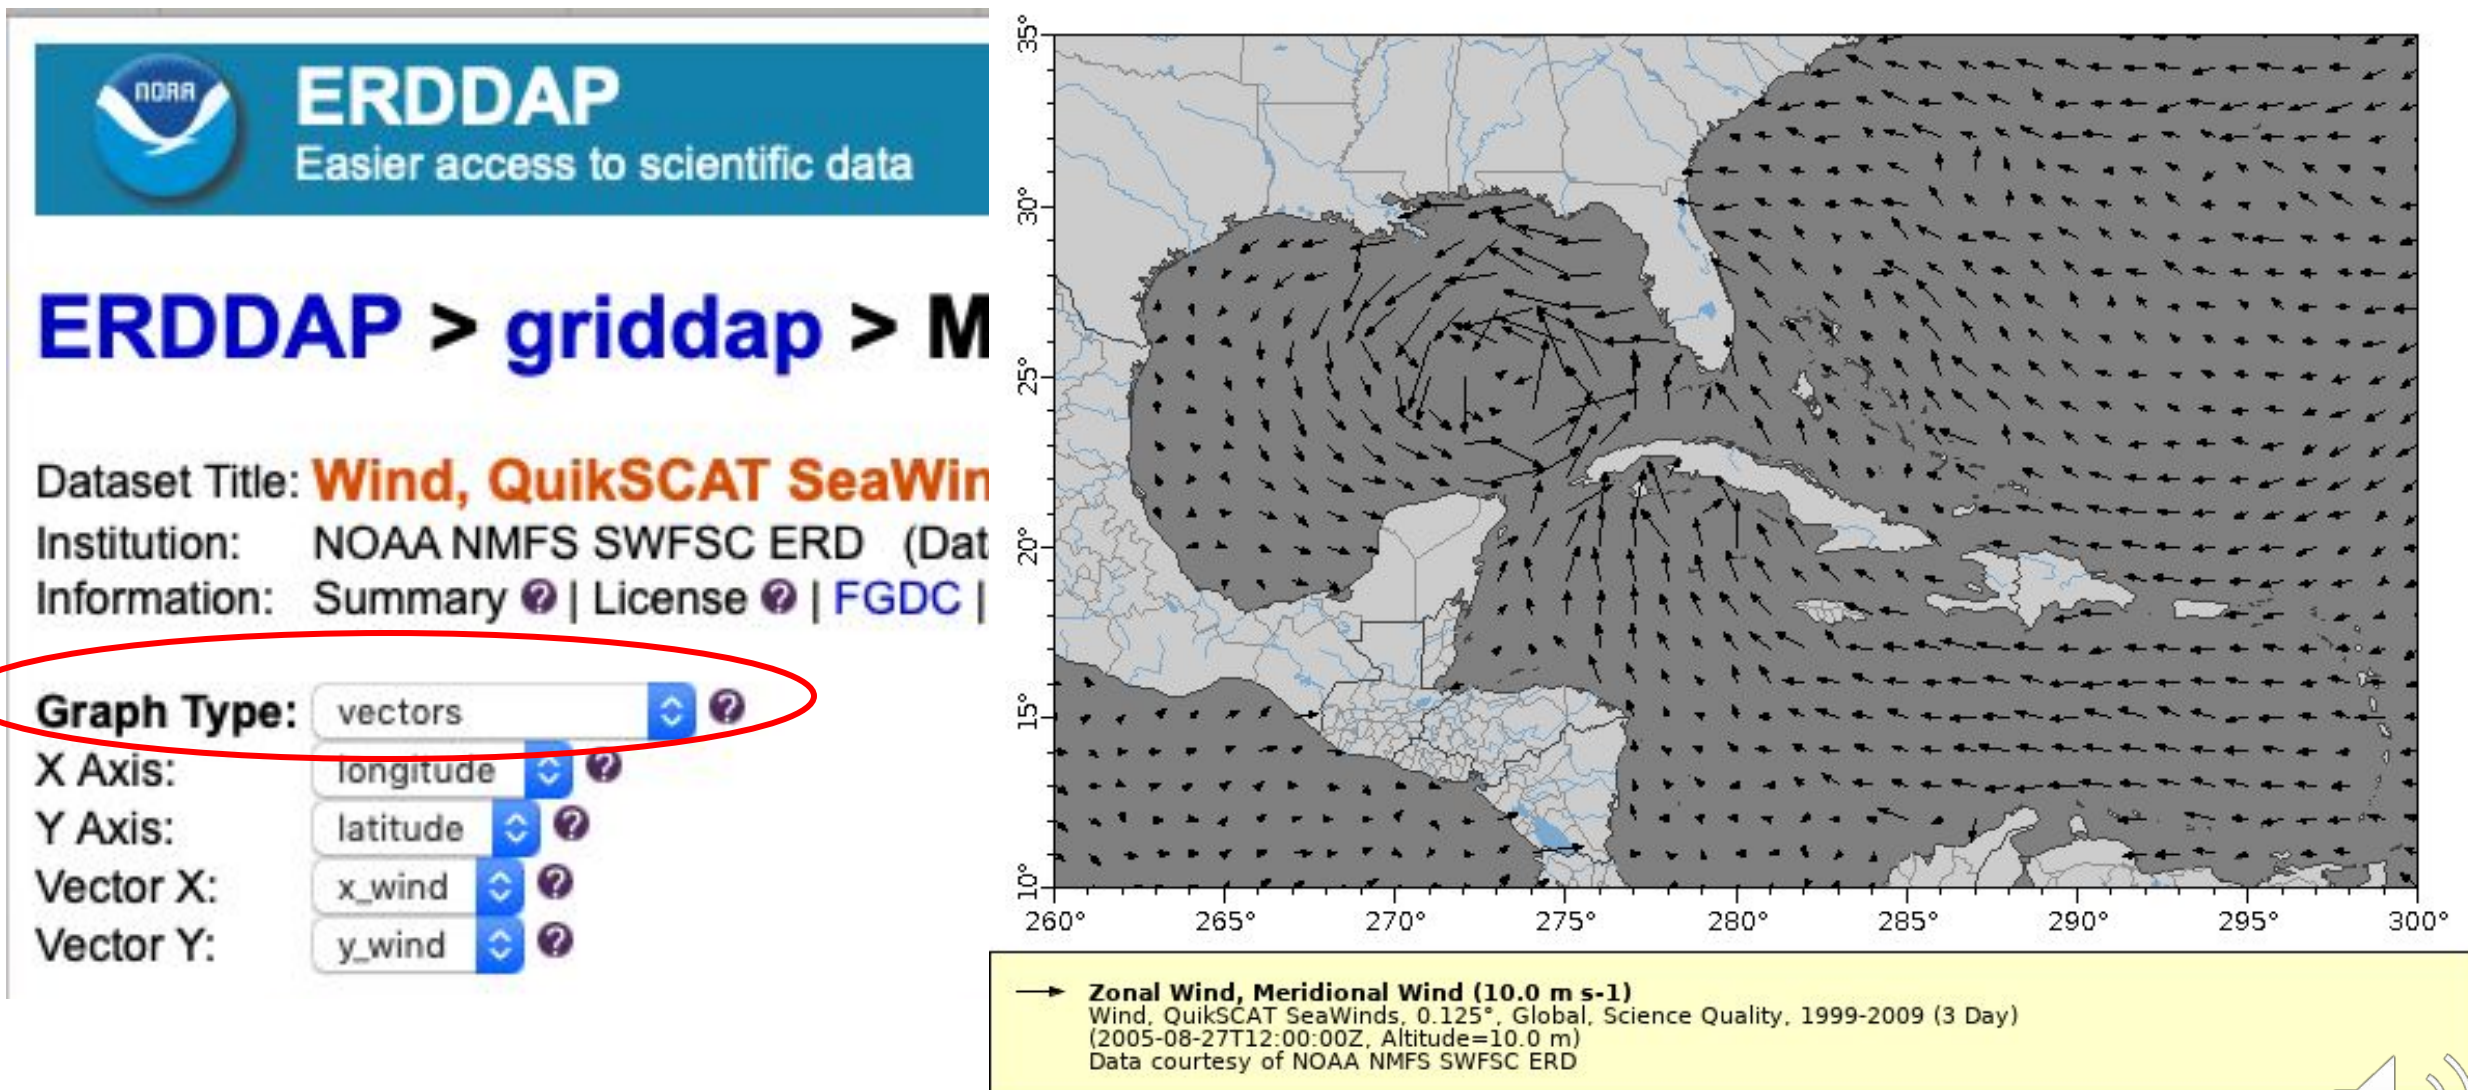 NOAA
ERDDAP
Easier access to scientific data
ERDDAP > griddap > M
Dataset Title: Wind, QuikSCAT SeaWin
Institution: NOAA NMFS SWFSC ERD (Dat
Information: Summary ? | License ? | FGDC |
Graph Type: vectors ?
X Axis: longitude ?
Y Axis: latitude ?
Vector X: x_wind ?
Vector Y: y_wind ?
35°
30°
25°
20°
15°
10°
260° 265° 270° 275° 280° 285° 290° 295° 300°
Zonal Wind, Meridional Wind (10.0 m s-1)
Wind, QuikSCAT SeaWinds, 0.125°, Global, Science Quality, 1999-2009 (3 Day)
(2005-08-27T12:00:00Z, Altitude=10.0 m)
Data courtesy of NOAA NMFS SWFSC ERD